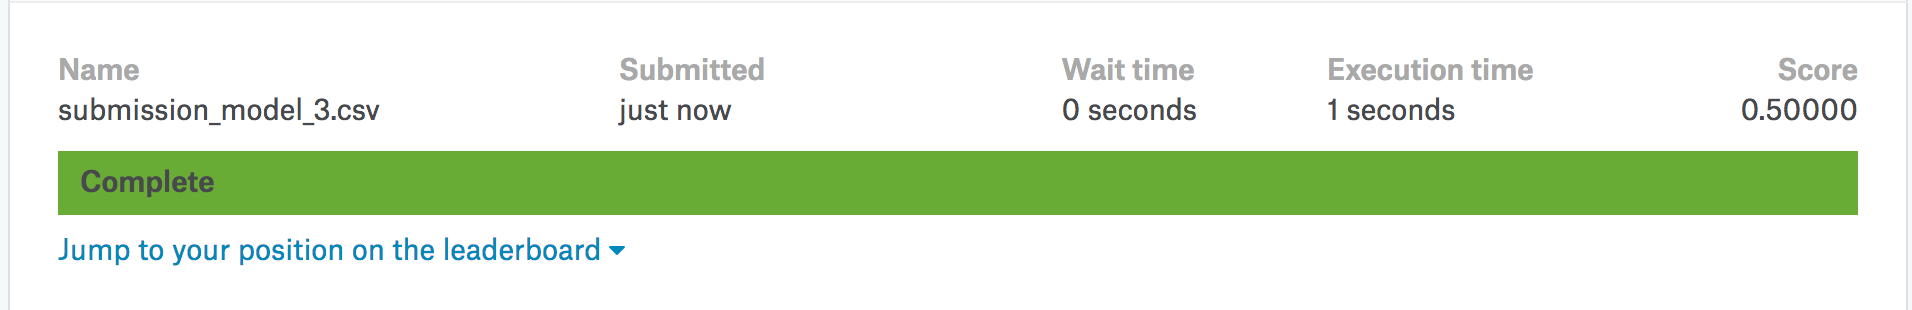 Name Submitted Wait time Execution time Score
submission_model_3.csv just now 0 seconds 1 seconds 0.50000
Complete
Jump to your position on the leaderboard